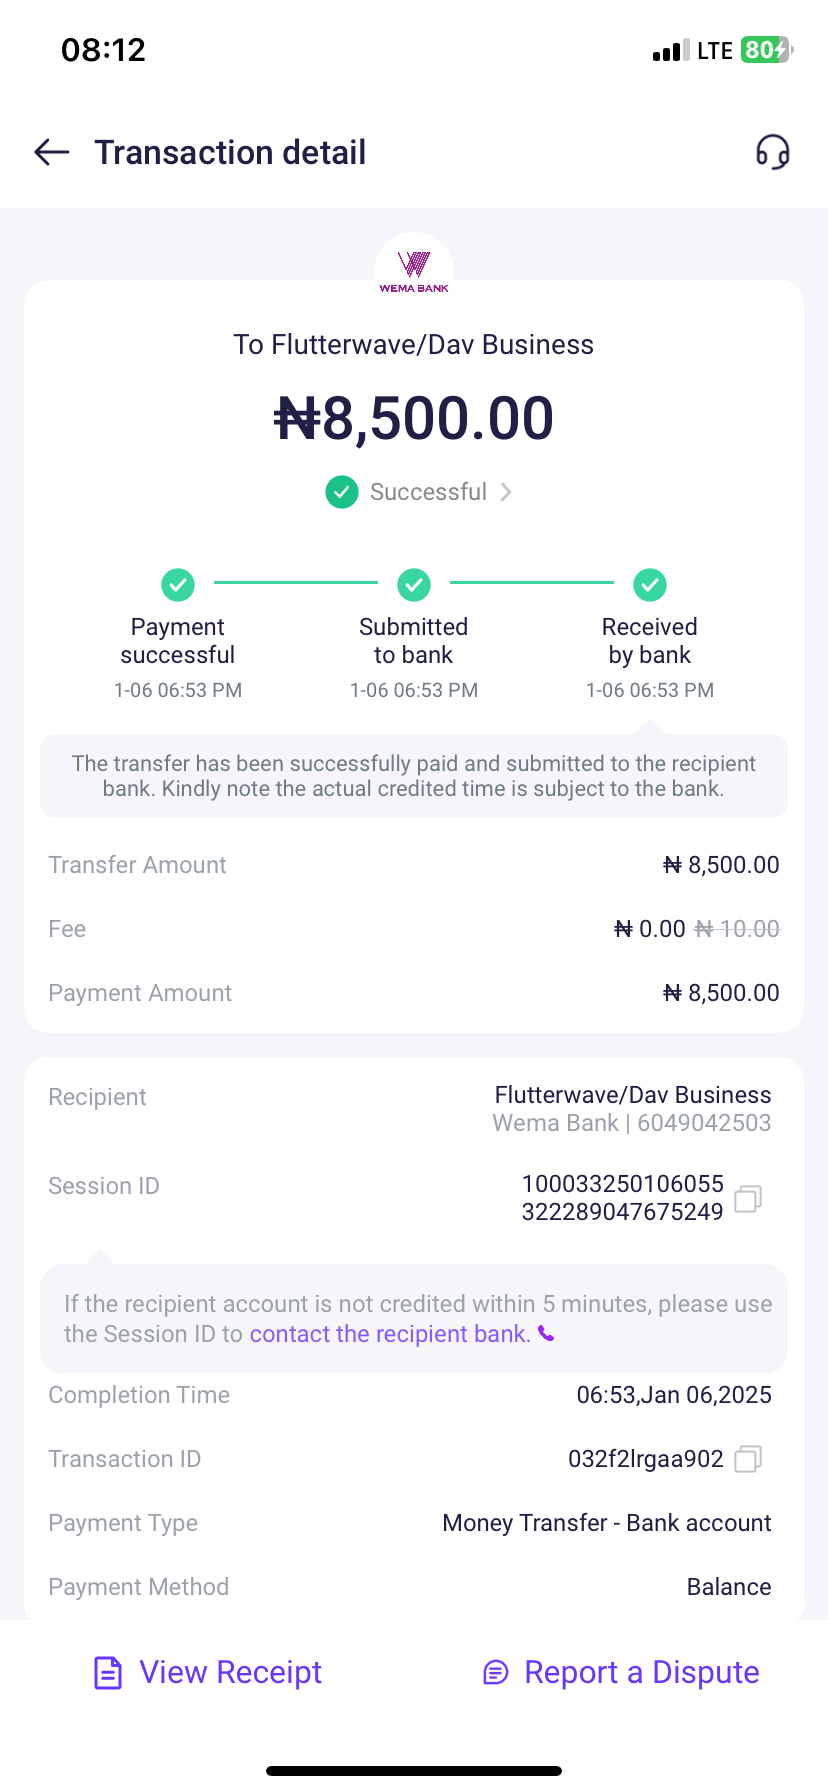 08:12
LTE 80
Transaction detail
WEMA BANK
To Flutterwave/Dav Business
₦8,500.00
Successful
Payment successful
1-06 06:53 PM
Submitted to bank
1-06 06:53 PM
Received by bank
1-06 06:53 PM
The transfer has been successfully paid and submitted to the recipient
bank. Kindly note the actual credited time is subject to the bank.
Transfer Amount ₦ 8,500.00
Fee ₦ 0.00 ₦ 10.00
Payment Amount ₦ 8,500.00
Recipient Flutterwave/Dav Business
Wema Bank | 6049042503
Session ID 100033250106055
322289047675249
If the recipient account is not credited within 5 minutes, please use
the Session ID to contact the recipient bank.
Completion Time 06:53,Jan 06,2025
Transaction ID 032f2lrgaa902
Payment Type Money Transfer - Bank account
Payment Method Balance
View Receipt Report a Dispute